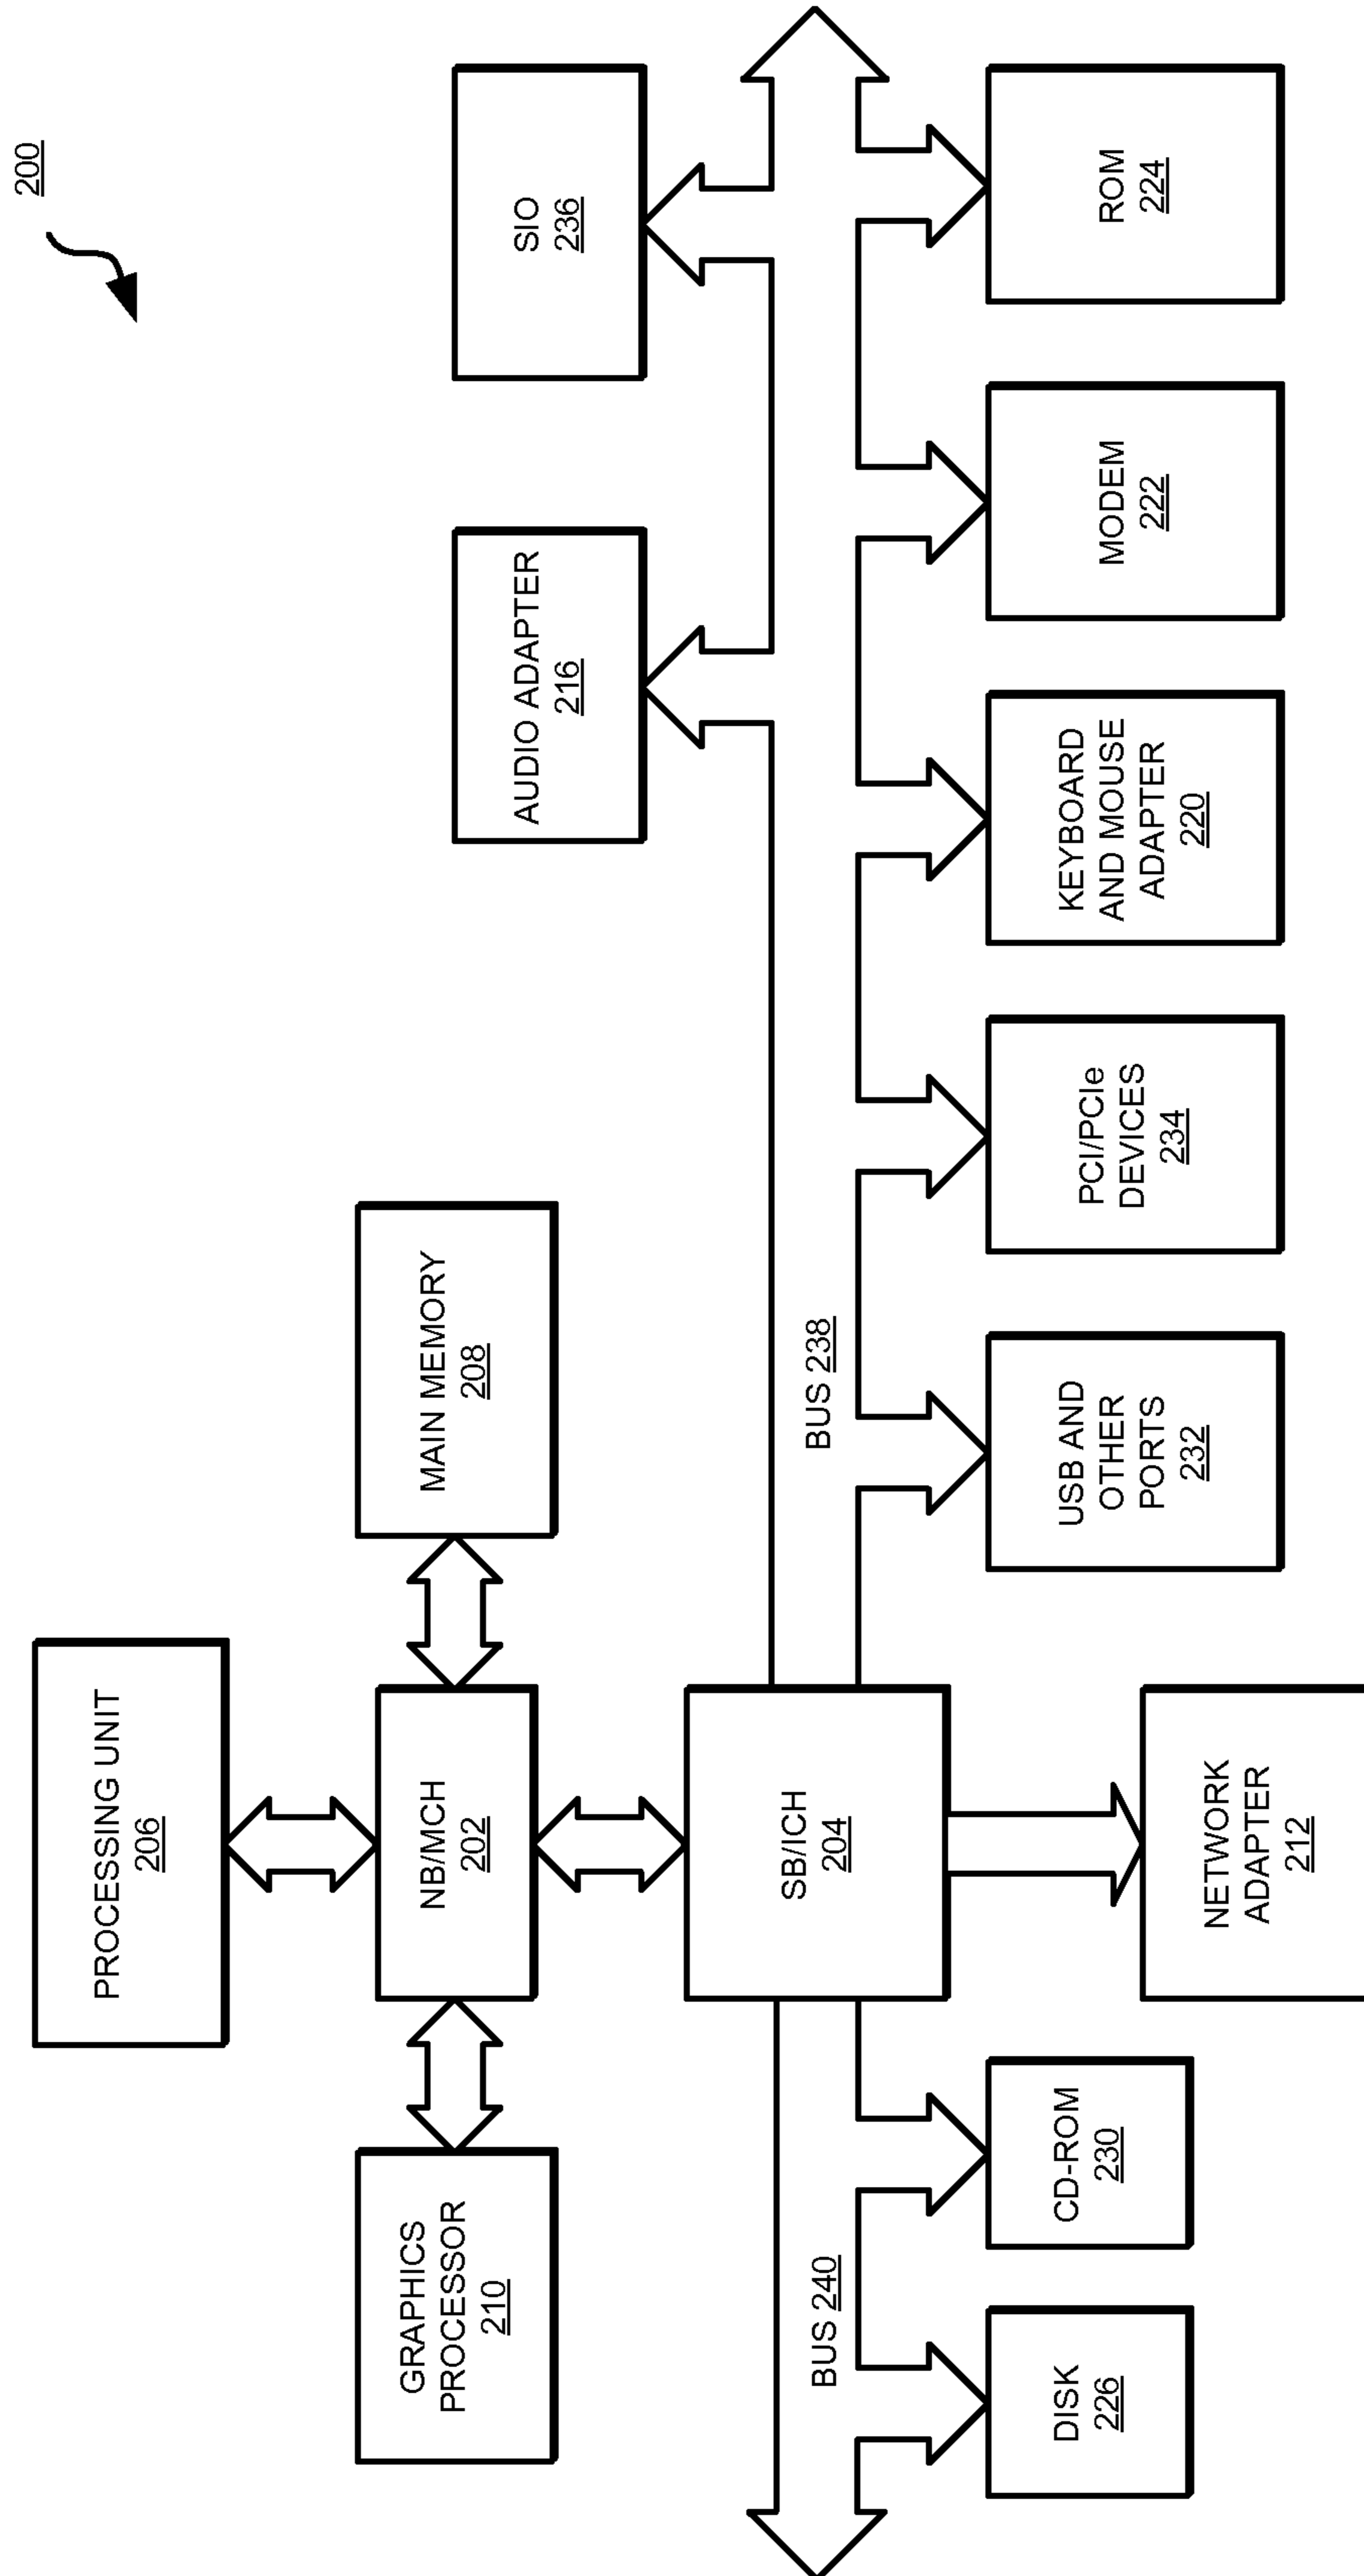 200
PROCESSING UNIT
206
GRAPHICS
PROCESSOR
210
NB/MCH
202
MAIN MEMORY
208
AUDIO ADAPTER
216
SIO
236
SB/ICH
204
BUS 240
BUS 238
DISK
226
CD-ROM
230
USB AND
OTHER
PORTS
232
PCI/PCIe
DEVICES
234
KEYBOARD
AND MOUSE
ADAPTER
220
MODEM
222
ROM
224
NETWORK
ADAPTER
212